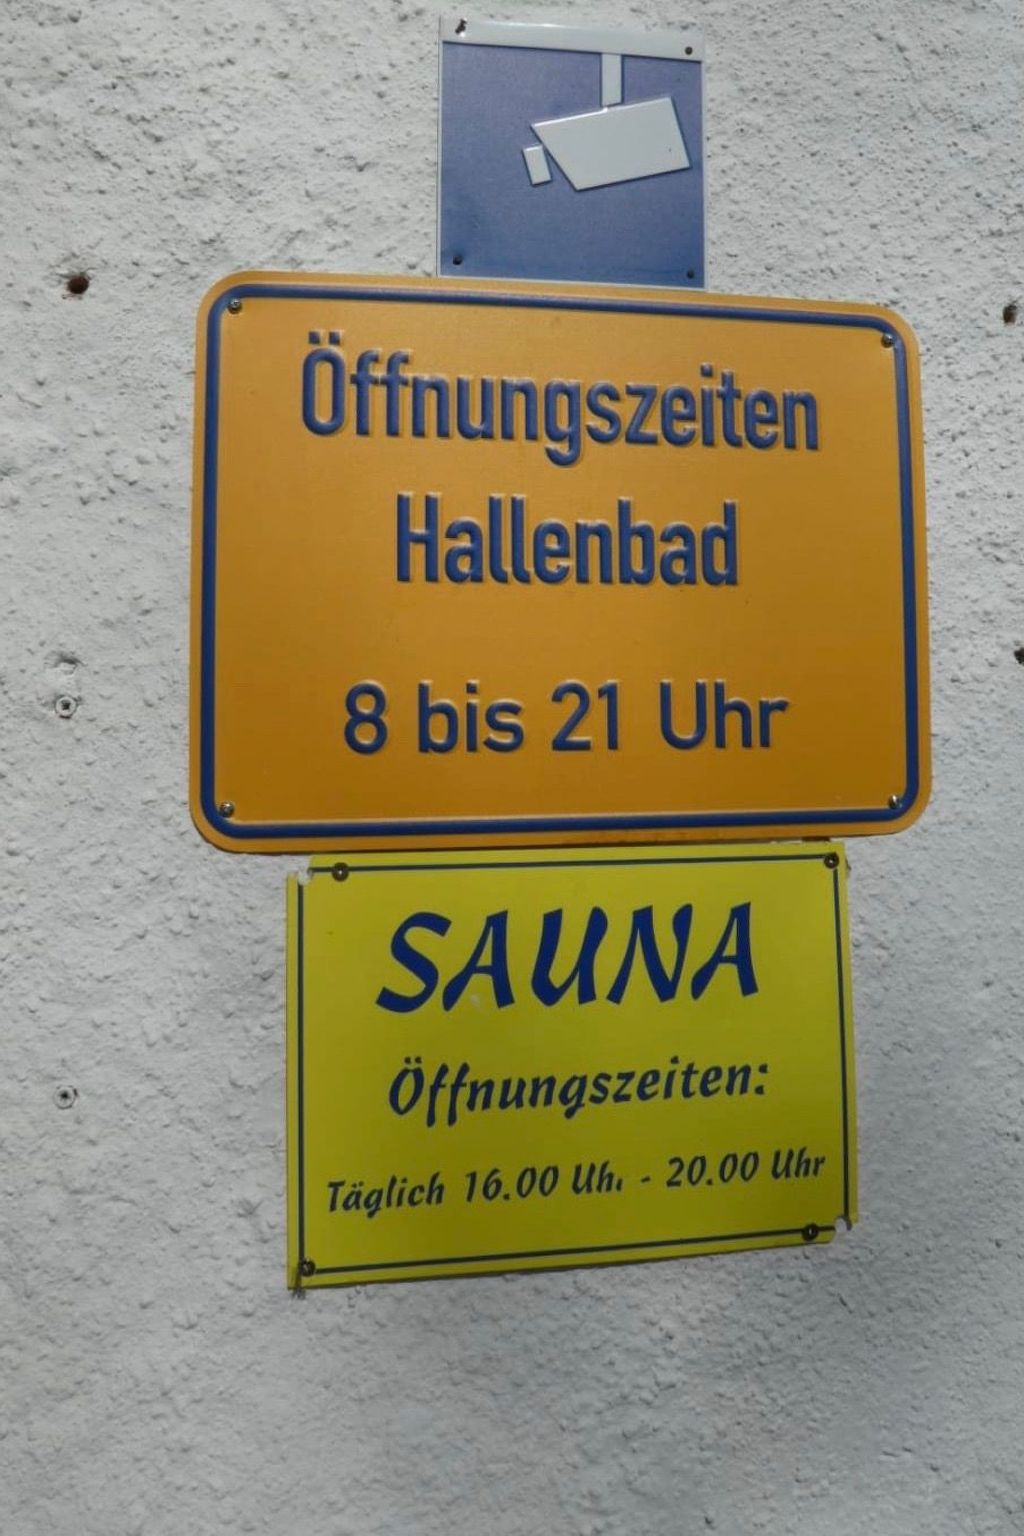 Öffnungszeiten
Hallenbad
8 bis 21 Uhr
SAUNA
Öffnungszeiten:
Täglich 16.00 Uh. - 20.00 Uhr